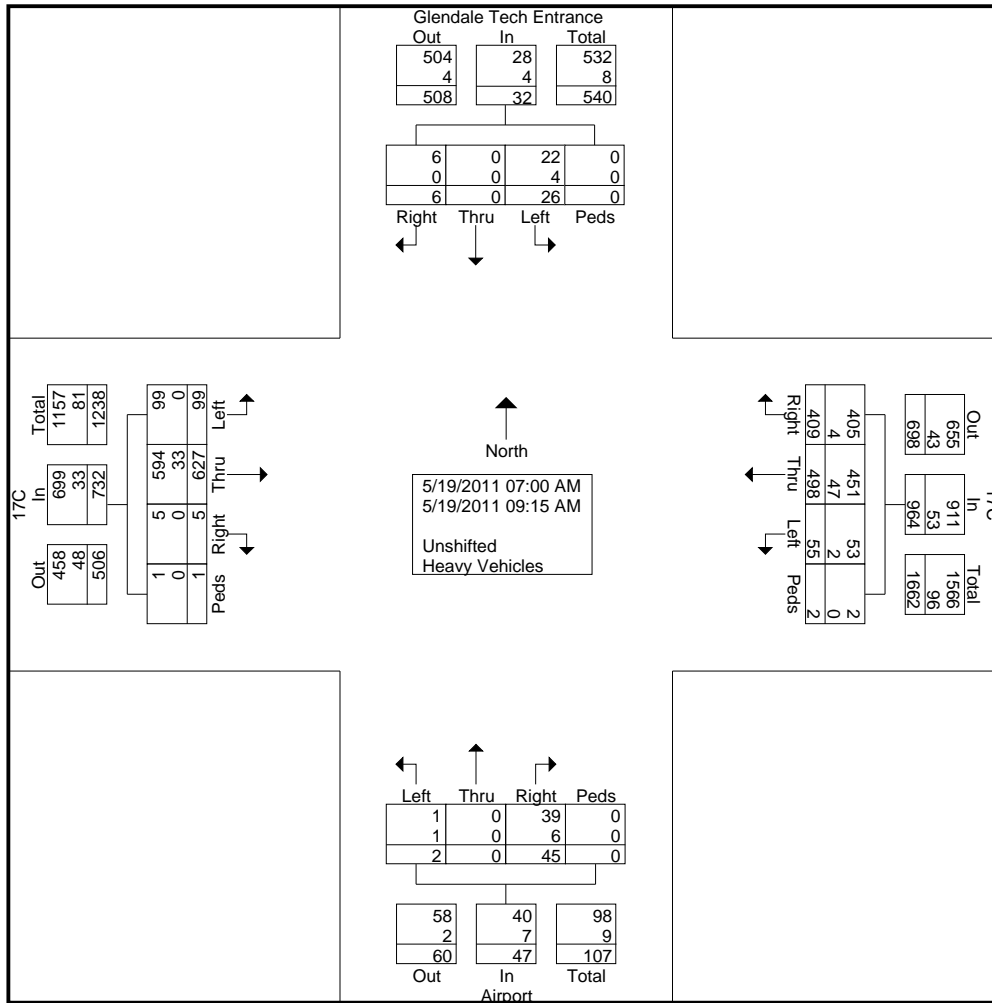 Glendale Tech Entrance
Out In Total
504 28 532
4 4 8
508 32 540
6 0 22 0
0 0 4 0
6 0 26 0
Right Thru Left Peds
17C
Total In Out
1157 699 458
81 33 48
1238 732 506
99 594 5 1
0 33 0 0
99 627 5 1
Left Thru Right Peds
North
5/19/2011 07:00 AM
5/19/2011 09:15 AM
Unshifted
Heavy Vehicles
Right Thru Left Peds
405 451 53 2
4 47 2 0
409 498 55 2
Out In Total
655 911 1566
43 53 96
698 964 1662
Left Thru Right Peds
1 0 39 0
1 0 6 0
2 0 45 0
58 40 98
2 7 9
60 47 107
Out In Total
Airport